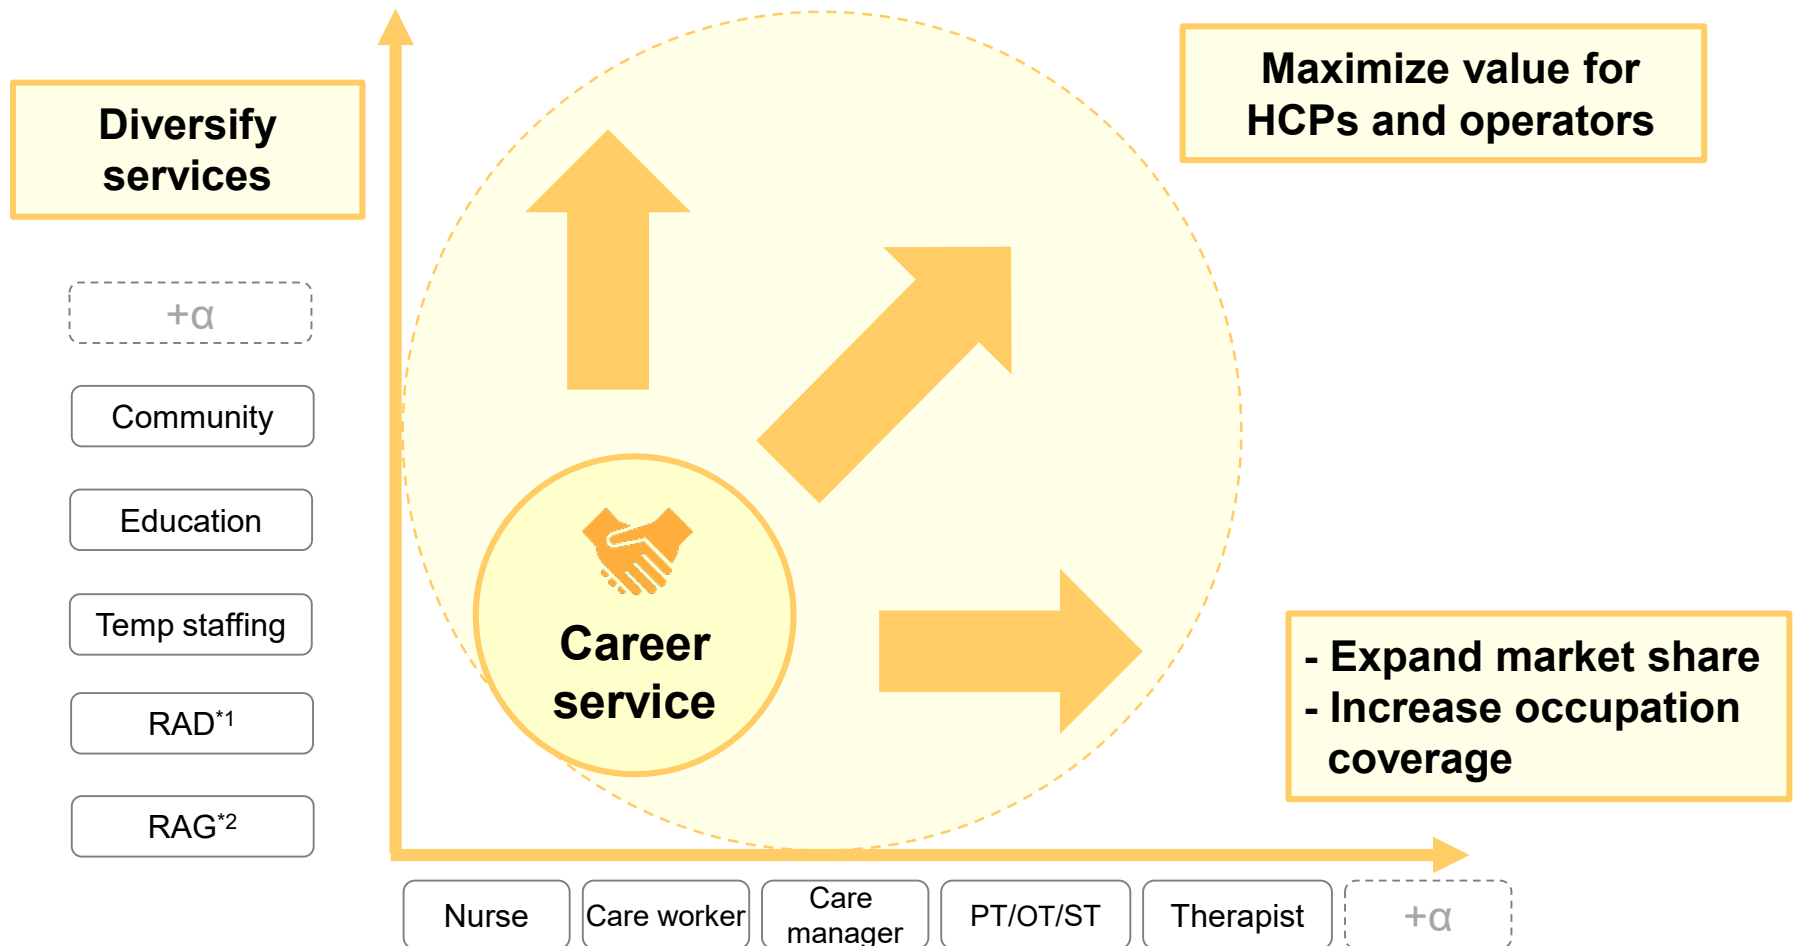 Diversify
services
Maximize value for
HCPs and operators
+α
Community
Education
Temp staffing
RAD*1
RAG*2
Career
service
- Expand market share
- Increase occupation
coverage
Nurse
Care worker
Care
manager
PT/OT/ST
Therapist
+α